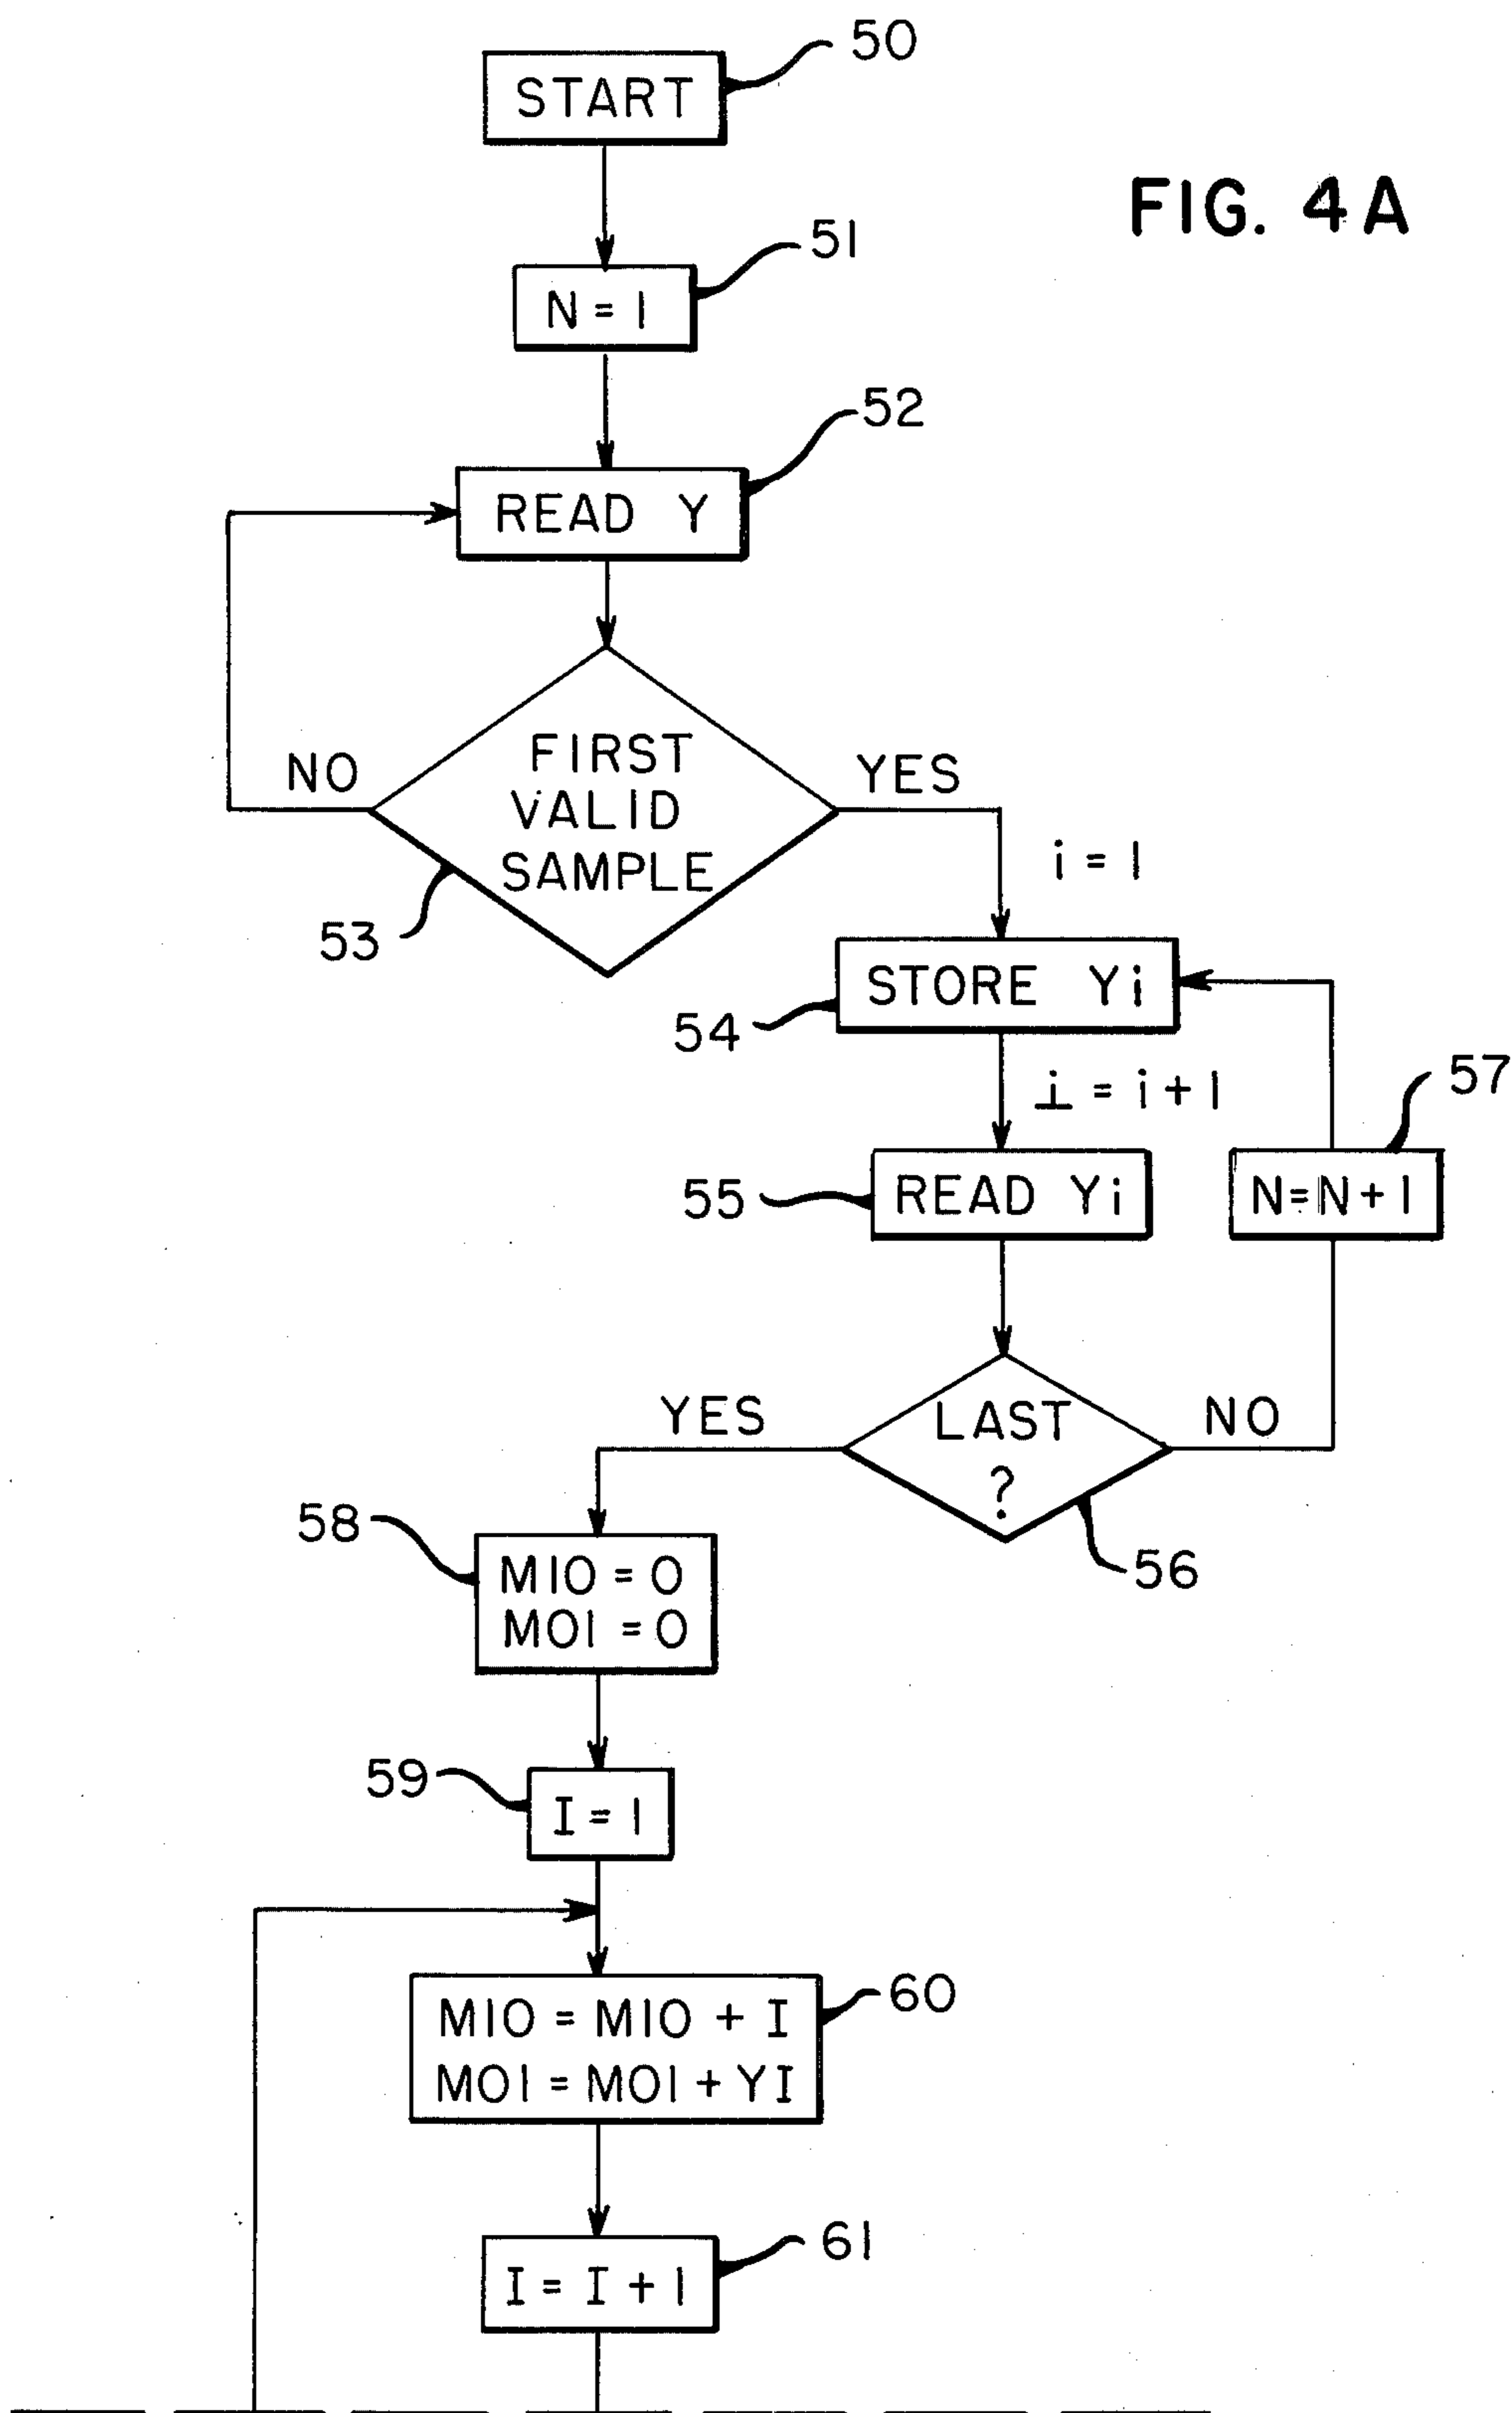 50
START
FIG. 4A
51
N = 1
52
READ Y
NO
FIRST
VALID
SAMPLE
YES
53
i = 1
STORE Yi
54
i = i + 1
57
55
READ Yi
N=N+1
YES
LAST
?
NO
56
58
M10 = 0
M01 = 0
59
I = 1
60
M10 = M10 + I
M01 = M01 + YI
61
I = I + 1